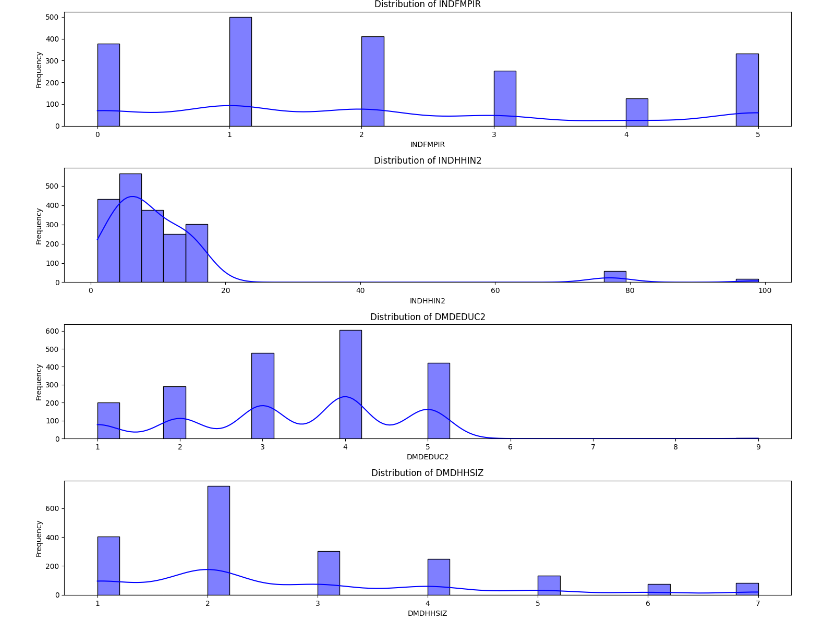 Distribution of INDFMPIR
500
400
300
200
100
0
Frequency
0 1 2 3 4 5
INDFMPIR
Distribution of INDHHIN2
500
400
300
200
100
0
Frequency
0 20 40 60 80 100
INDHHIN2
Distribution of DMDEDUC2
600
500
400
300
200
100
0
Frequency
1 2 3 4 5 6 7 8 9
DMDEDUC2
Distribution of DMDHHSIZ
600
400
200
0
Frequency
1 2 3 4 5 6 7
DMDHHSIZ